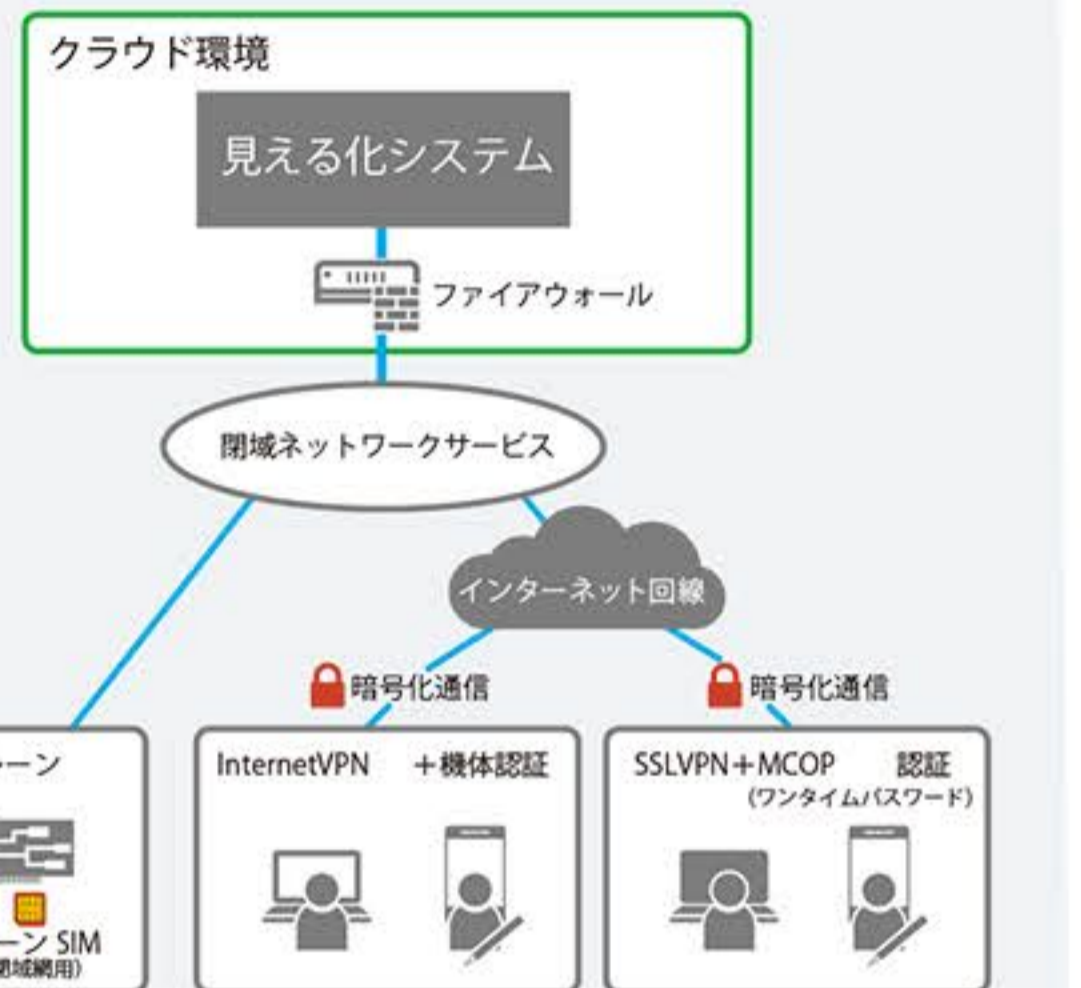 クラウド環境
見える化システム
ファイアウォール
閉域ネットワークサービス
インターネット回線
暗号化通信
暗号化通信
ーン
ーン SIM
閉域網用)
InternetVPN +機体認証
SSLVPN+MCOP 認証
(ワンタイムパスワード)